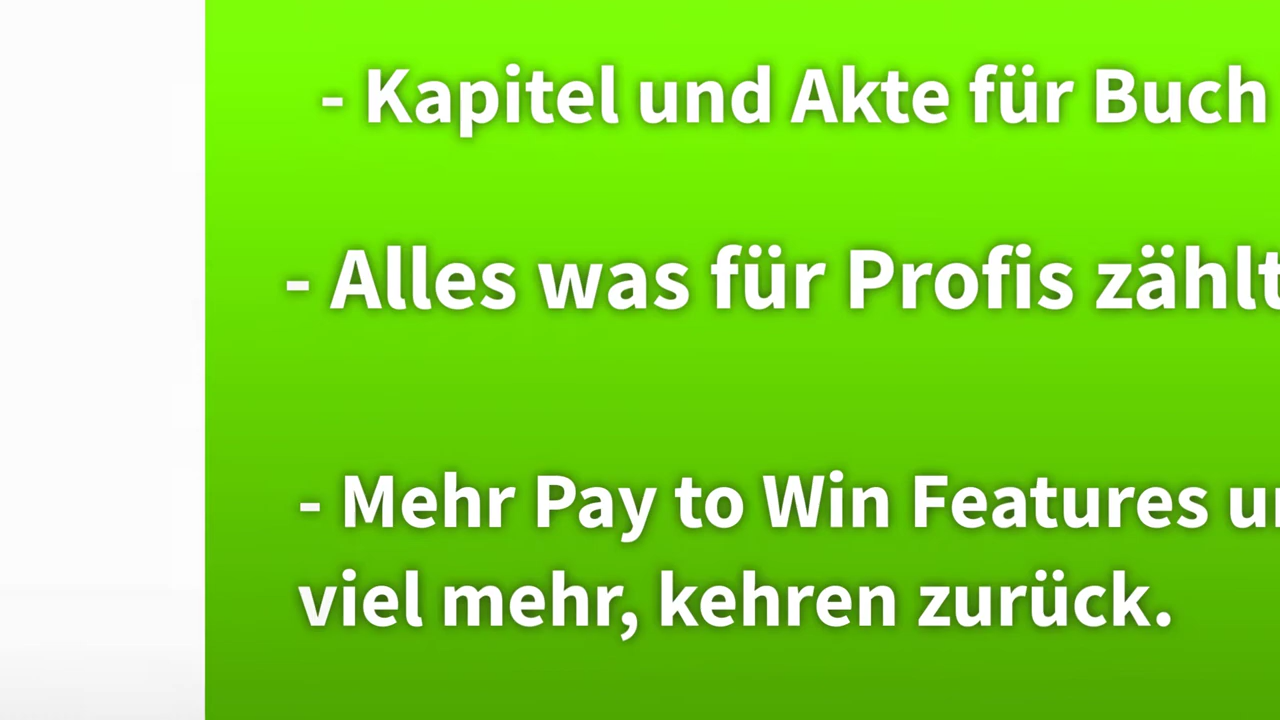 - Kapitel und Akte für Buch
- Alles was für Profis zählt
- Mehr Pay to Win Features
viel mehr, kehren zurück.